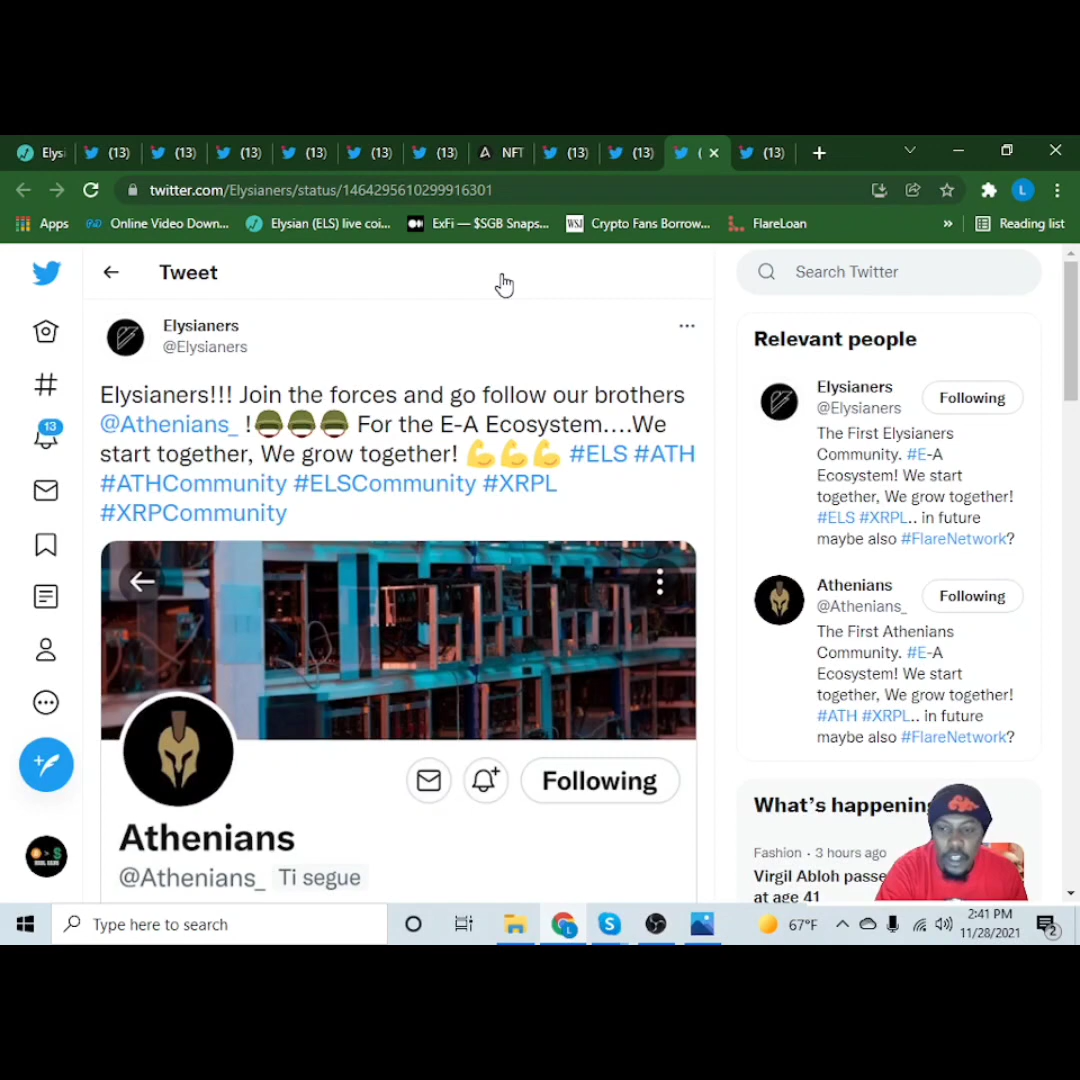 Elysi
(13)
(13)
(13)
(13)
(13)
(13)
NFT
(13)
(13)
(
(13)
twitter.com/Elysianers/status/1464295610299916301
L
Apps
Online Video Down...
Elysian (ELS) live coi...
ExFi — $SGB Snaps...
WSJ
Crypto Fans Borrow...
FlareLoan
»
Reading list
Tweet
Search Twitter
Elysianers
@Elysianers
Elysianers!!! Join the forces and go follow our brothers
@Athenians_ !🪖🪖🪖 For the E-A Ecosystem....We
start together, We grow together! 💪💪💪 #ELS #ATH
#ATHCommunity #ELSCommunity #XRPL
#XRPCommunity
Following
Athenians
@Athenians_ Ti segue
13
Relevant people
Elysianers
@Elysianers
Following
The First Elysianers
Community. #E-A
Ecosystem! We start
together, We grow together!
#ELS #XRPL.. in future
maybe also #FlareNetwork?
Athenians
@Athenians_
Following
The First Athenians
Community. #E-A
Ecosystem! We start
together, We grow together!
#ATH #XRPL.. in future
maybe also #FlareNetwork?
What's happening
Fashion · 3 hours ago
Virgil Abloh passe
at age 41
Type here to search
L
67°F
2:41 PM
11/28/2021
2